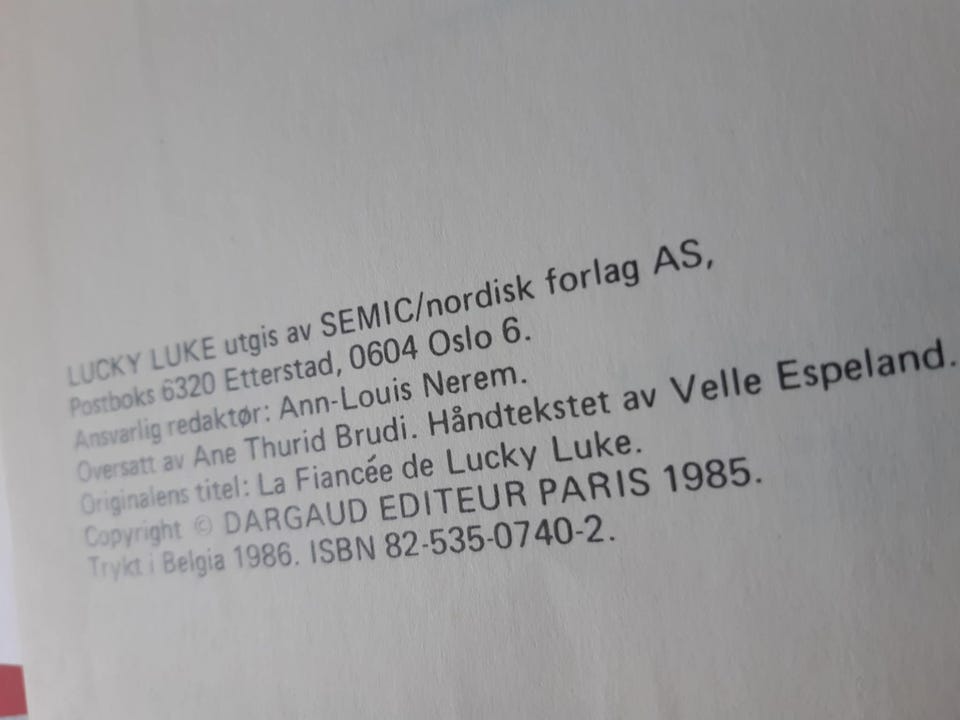 LUCKY LUKE utgis av SEMIC/nordisk forlag AS,
Postboks 6320 Etterstad, 0604 Oslo 6.
Ansvarlig redaktør: Ann-Louis Nerem.
Oversatt av Ane Thurid Brudi. Håndtekstet av Velle Espeland.
Originalens titel: La Fiancée de Lucky Luke.
Copyright © DARGAUD EDITEUR PARIS 1985.
Trykt i Belgia 1986. ISBN 82-535-0740-2.